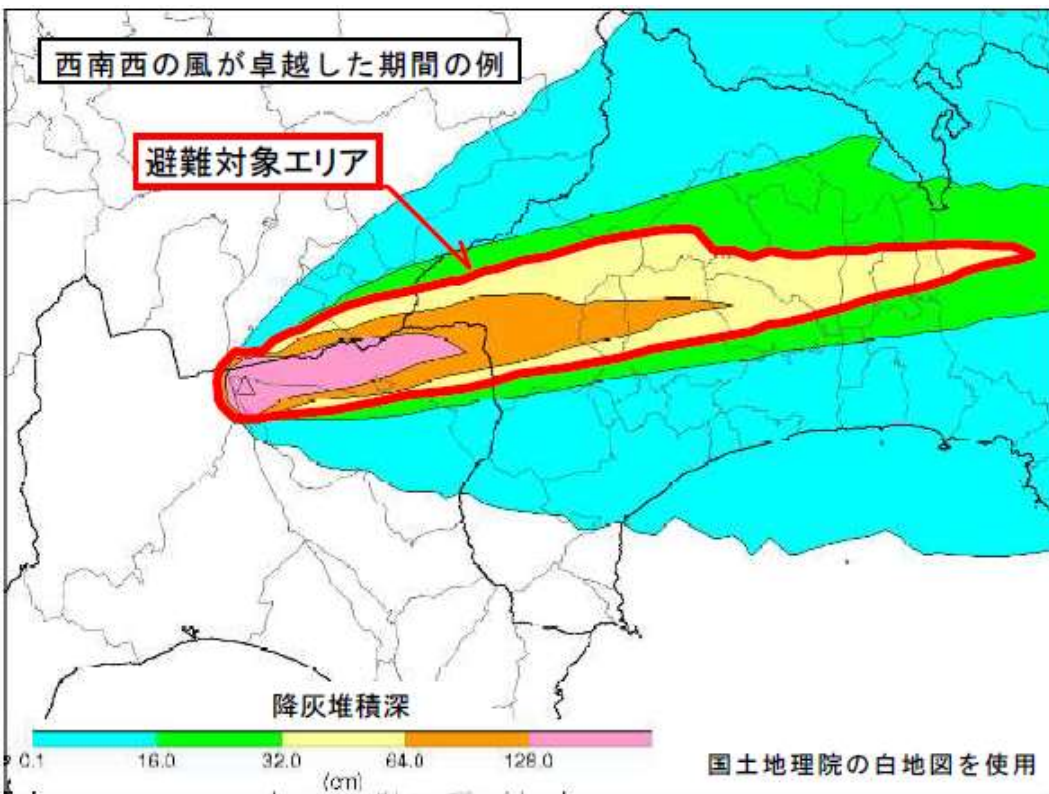 西南西の風が卓越した期間の例
避難対象エリア
降灰堆積深
0.1 16.0 32.0 64.0 128.0
(cm)
国土地理院の白地図を使用